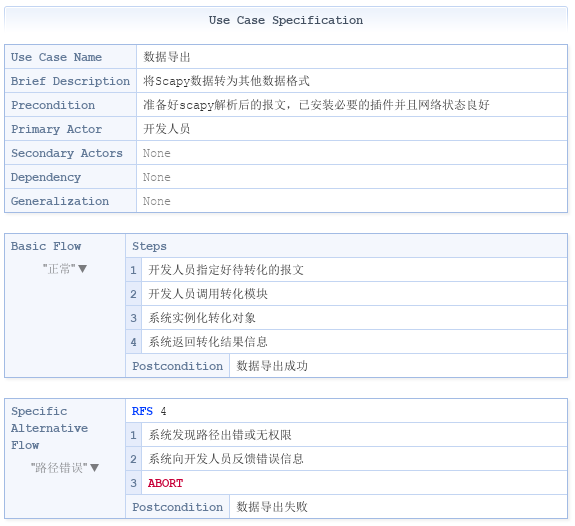 Use Case Specification
Use Case Name 数据导出
Brief Description 将Scapy数据转为其他数据格式
Precondition 准备好scapy解析后的报文，已安装必要的插件并且网络状态良好
Primary Actor 开发人员
Secondary Actors None
Dependency None
Generalization None
Basic Flow Steps
"正常" ▼
1 开发人员指定好待转化的报文
2 开发人员调用转化模块
3 系统实例化转化对象
4 系统返回转化结果信息
Postcondition 数据导出成功
Specific Alternative Flow RFS 4
"路径错误" ▼
1 系统发现路径出错或无权限
2 系统向开发人员反馈错误信息
3 ABORT
Postcondition 数据导出失败